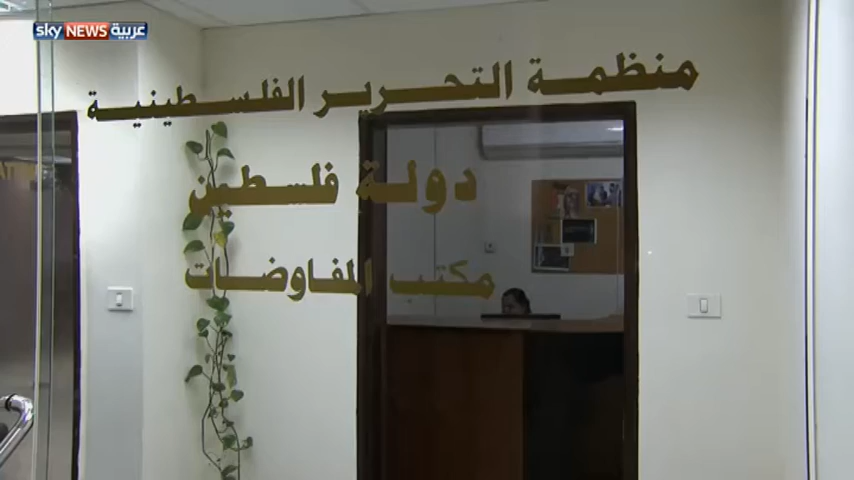 sky NEWS عربية
منظمة التحرير الفلسطينية
دولة فلسطين
مكتب المفاوضات